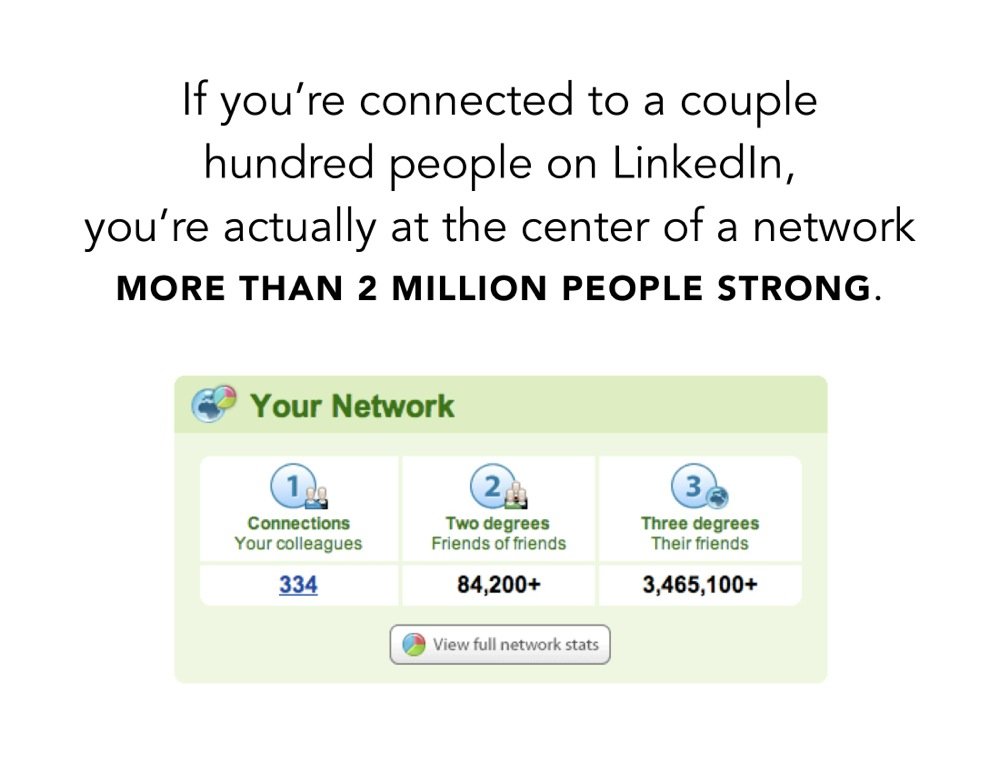 If you’re connected to a couple
hundred people on LinkedIn,
you’re actually at the center of a network
MORE THAN 2 MILLION PEOPLE STRONG.
Your Network
1 2 3
Connections Two degrees Three degrees
Your colleagues Friends of friends Their friends
334 84,200+ 3,465,100+
View full network stats